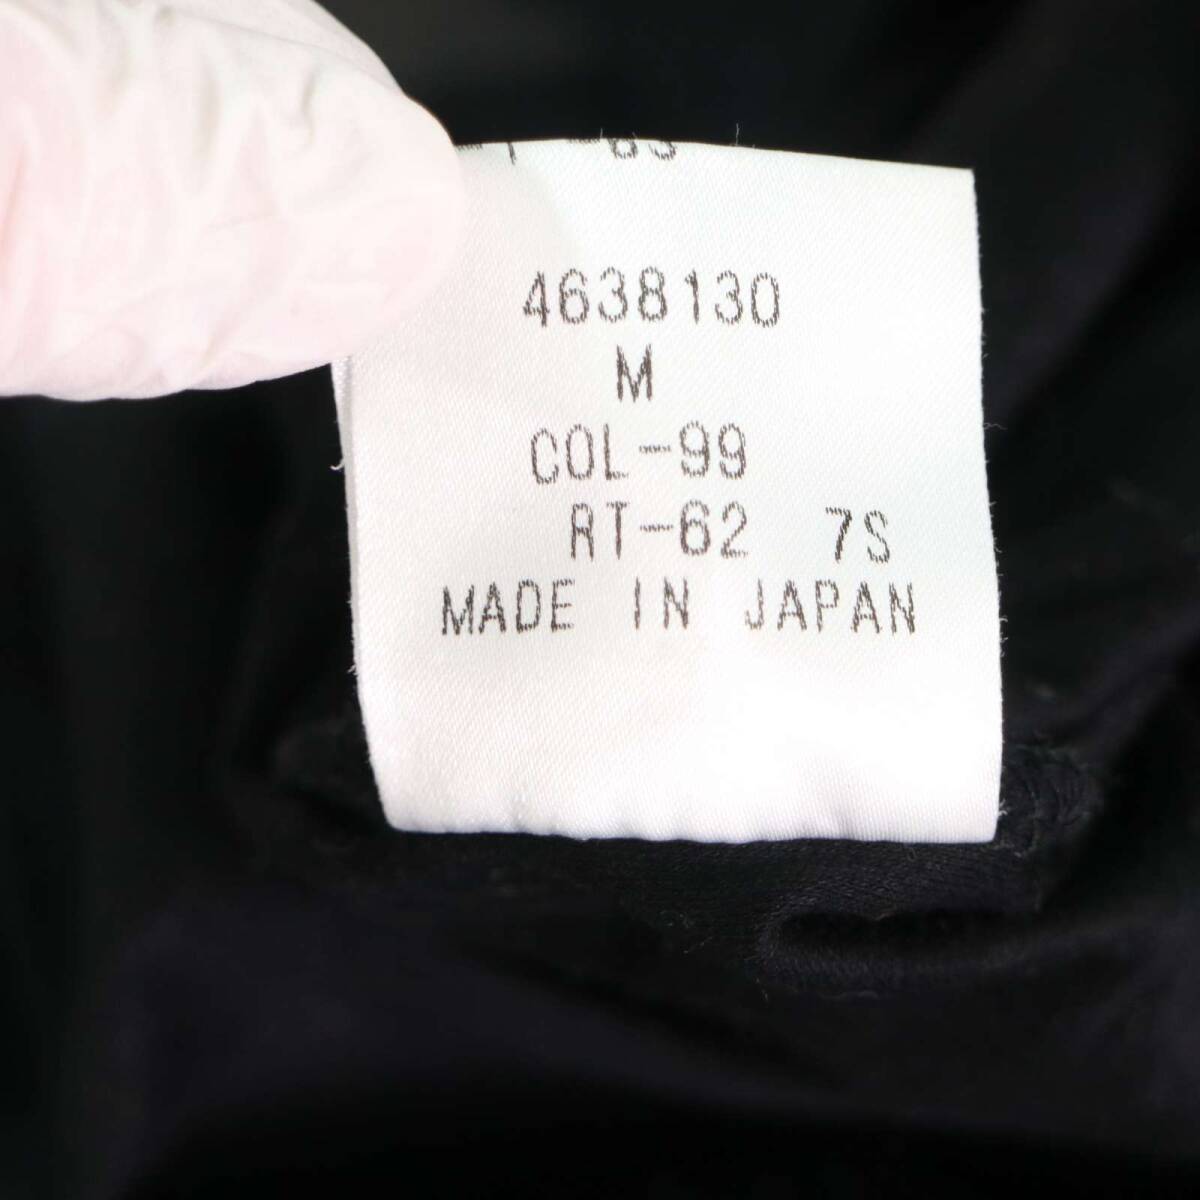 4638130
M
COL-99
RT-62 7S
MADE IN JAPAN